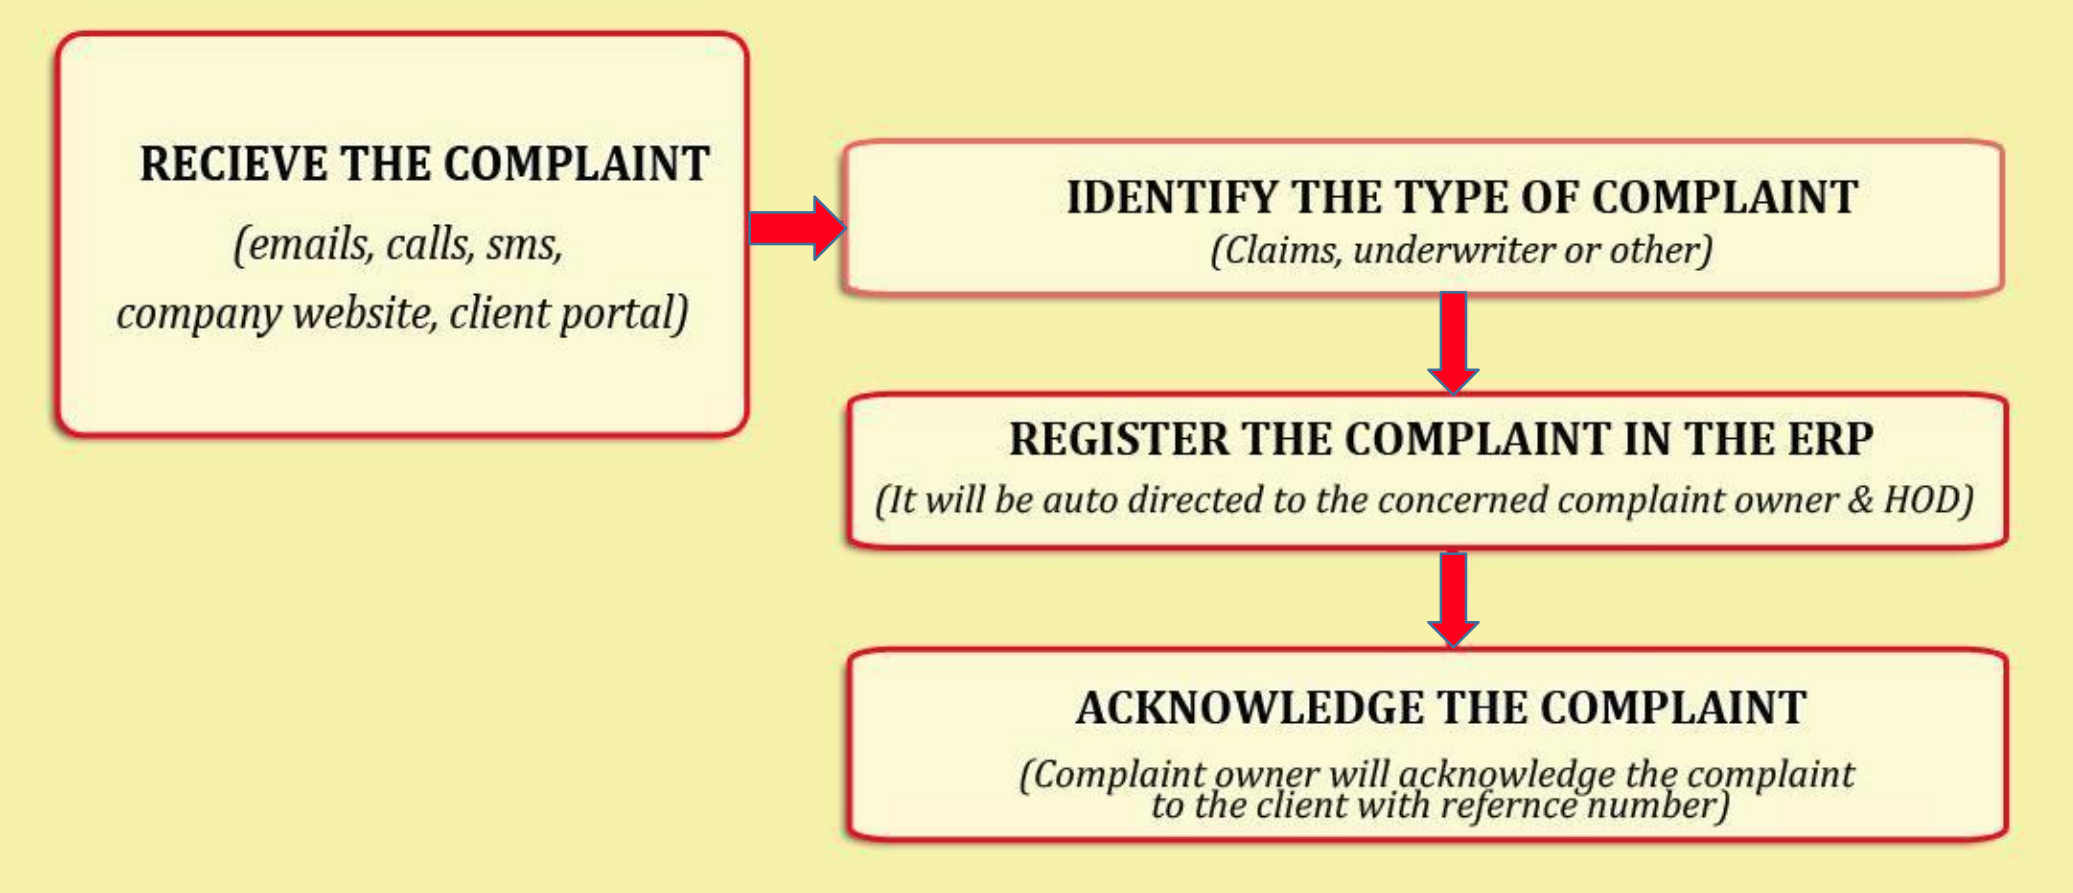 RECIEVE THE COMPLAINT
(emails, calls, sms,
company website, client portal)
IDENTIFY THE TYPE OF COMPLAINT
(Claims, underwriter or other)
REGISTER THE COMPLAINT IN THE ERP
(It will be auto directed to the concerned complaint owner & HOD)
ACKNOWLEDGE THE COMPLAINT
(Complaint owner will acknowledge the complaint
to the client with refernce number)